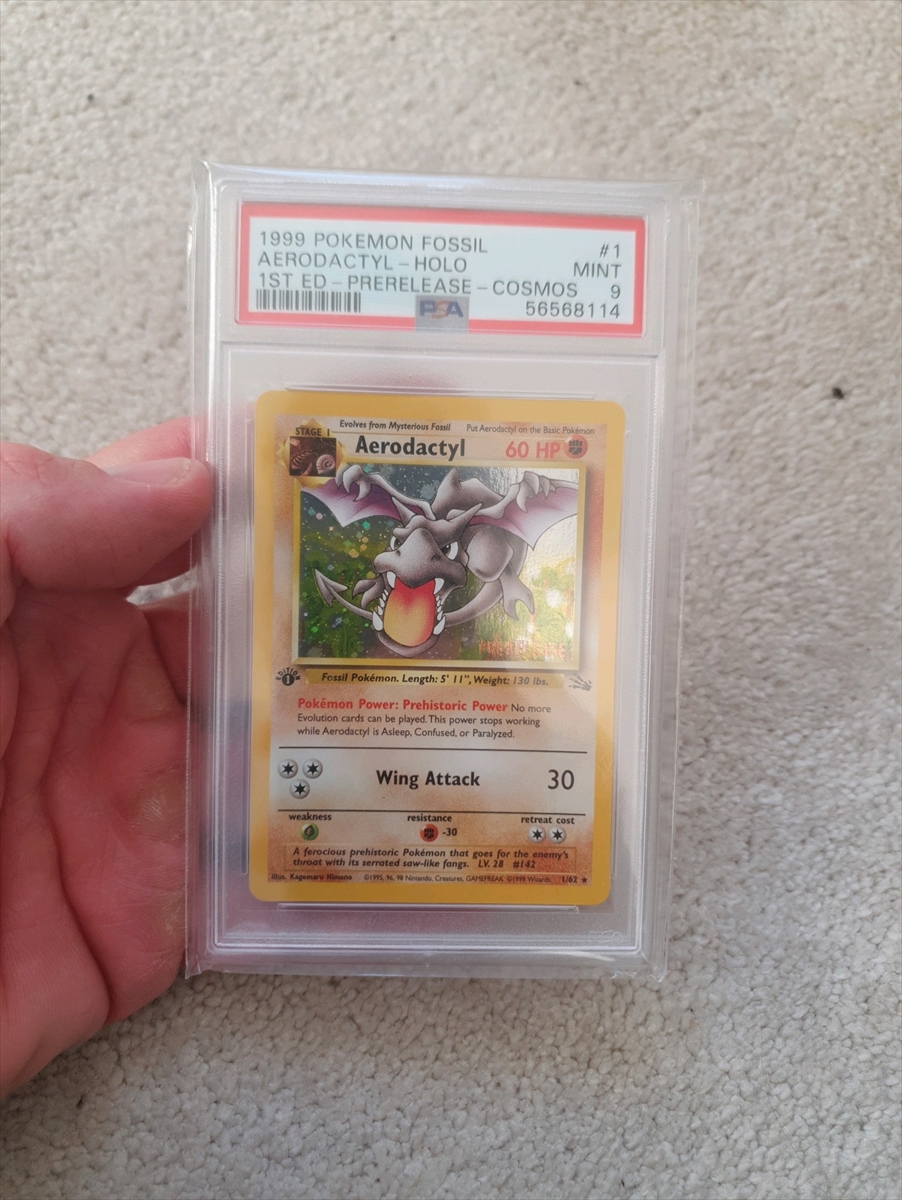 1999 POKEMON FOSSIL #1
AERODACTYL - HOLO MINT
1ST ED - PRERELEASE - COSMOS 9
PSA 56568114
Evolves from Mysterious Fossil Put Aerodactyl on the Basic Pokémon
STAGE 1
Aerodactyl 60 HP
PRERELEASE
EDITION 1
Fossil Pokémon. Length: 5' 11", Weight: 130 lbs.
Pokémon Power: Prehistoric Power No more
Evolution cards can be played. This power stops working
while Aerodactyl is Asleep, Confused, or Paralyzed.
Wing Attack 30
weakness resistance retreat cost
-30
A ferocious prehistoric Pokémon that goes for the enemy's
throat with its serrated saw-like fangs. LV. 28 #142
Illus. Kagemaru Himeno ©1995, 96, 98 Nintendo, Creatures, GAMEFREAK. ©1999 Wizards. 1/62 ★